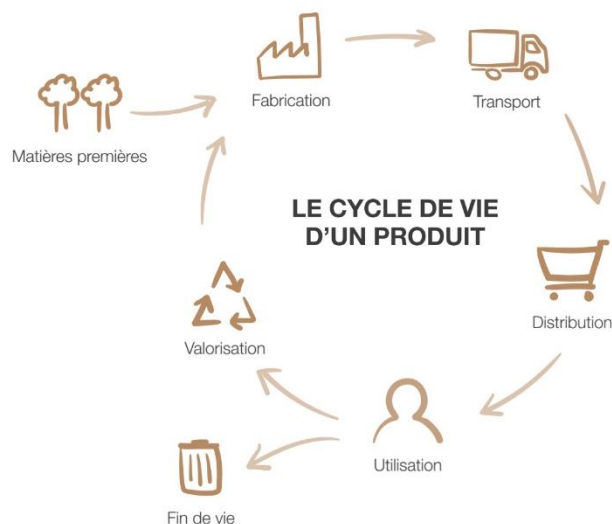 Fabrication
Transport
Matières premières
LE CYCLE DE VIE
D'UN PRODUIT
Distribution
Valorisation
Utilisation
Fin de vie